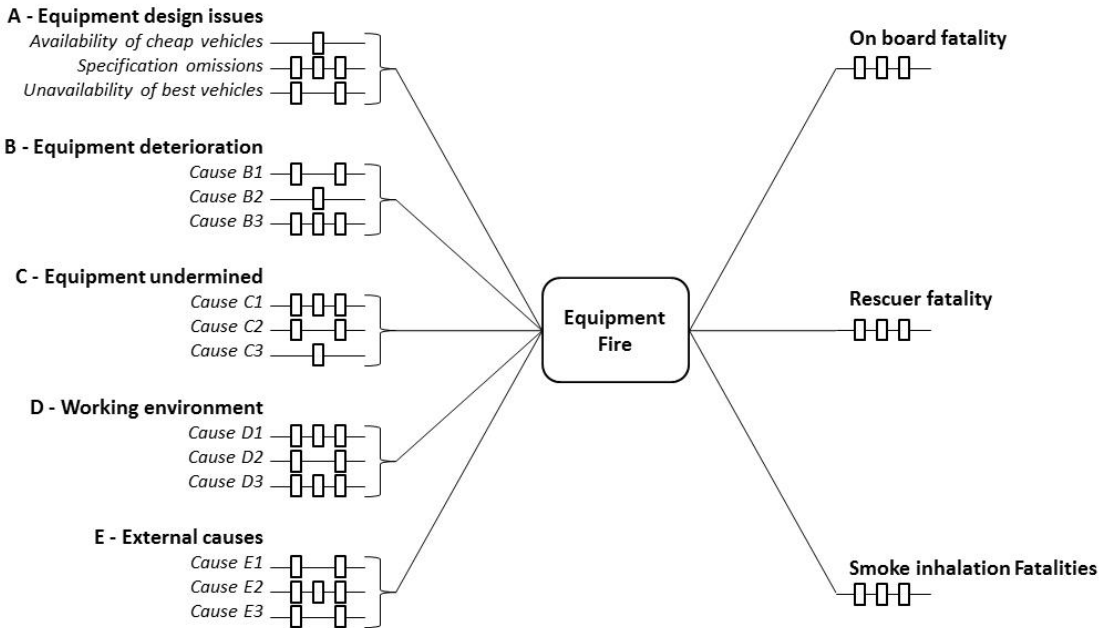 A - Equipment design issues
Availability of cheap vehicles
Specification omissions
Unavailability of best vehicles
B - Equipment deterioration
Cause B1
Cause B2
Cause B3
C - Equipment undermined
Cause C1
Cause C2
Cause C3
D - Working environment
Cause D1
Cause D2
Cause D3
E - External causes
Cause E1
Cause E2
Cause E3
Equipment
Fire
On board fatality
Rescuer fatality
Smoke inhalation Fatalities